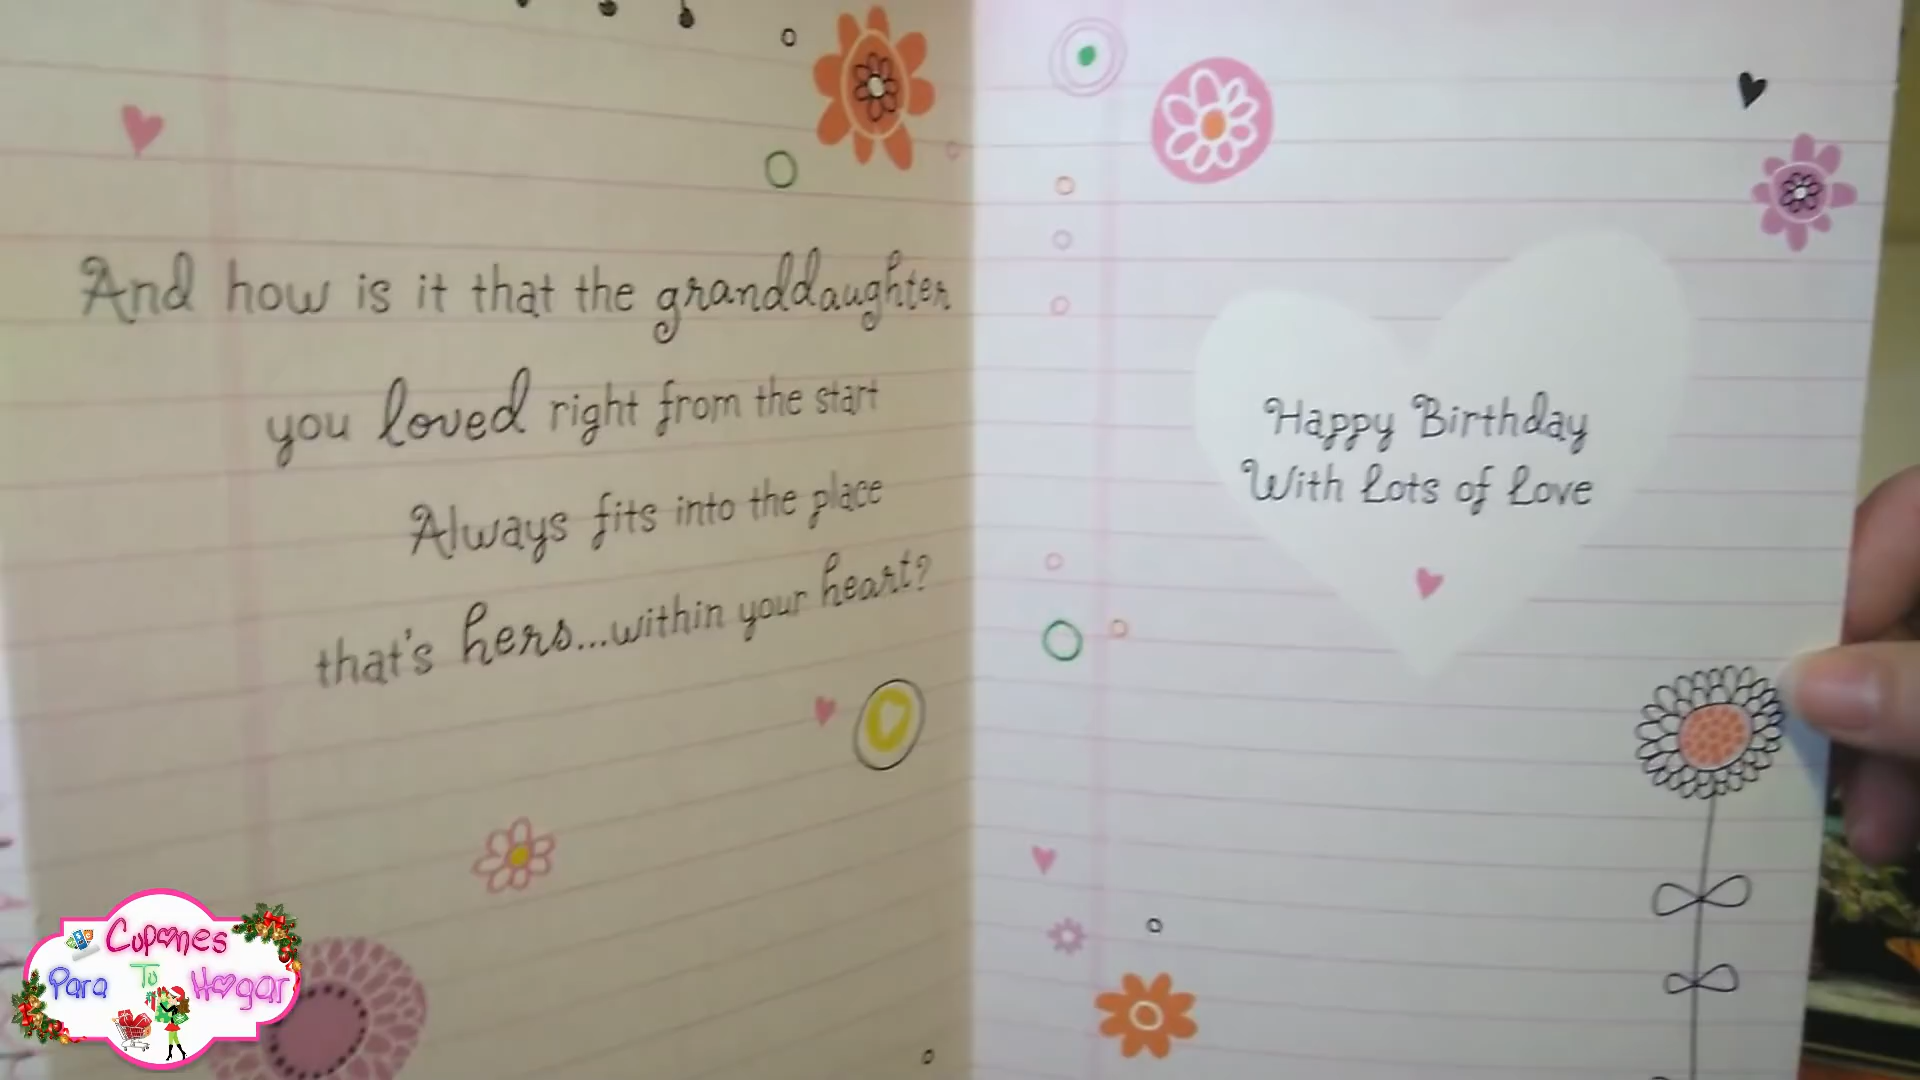 And how is it that the granddaughter
you loved right from the start
Always fits into the place
that's hers...within your heart?
Happy Birthday
With Lots of Love
Cupones
Para Tu Hogar